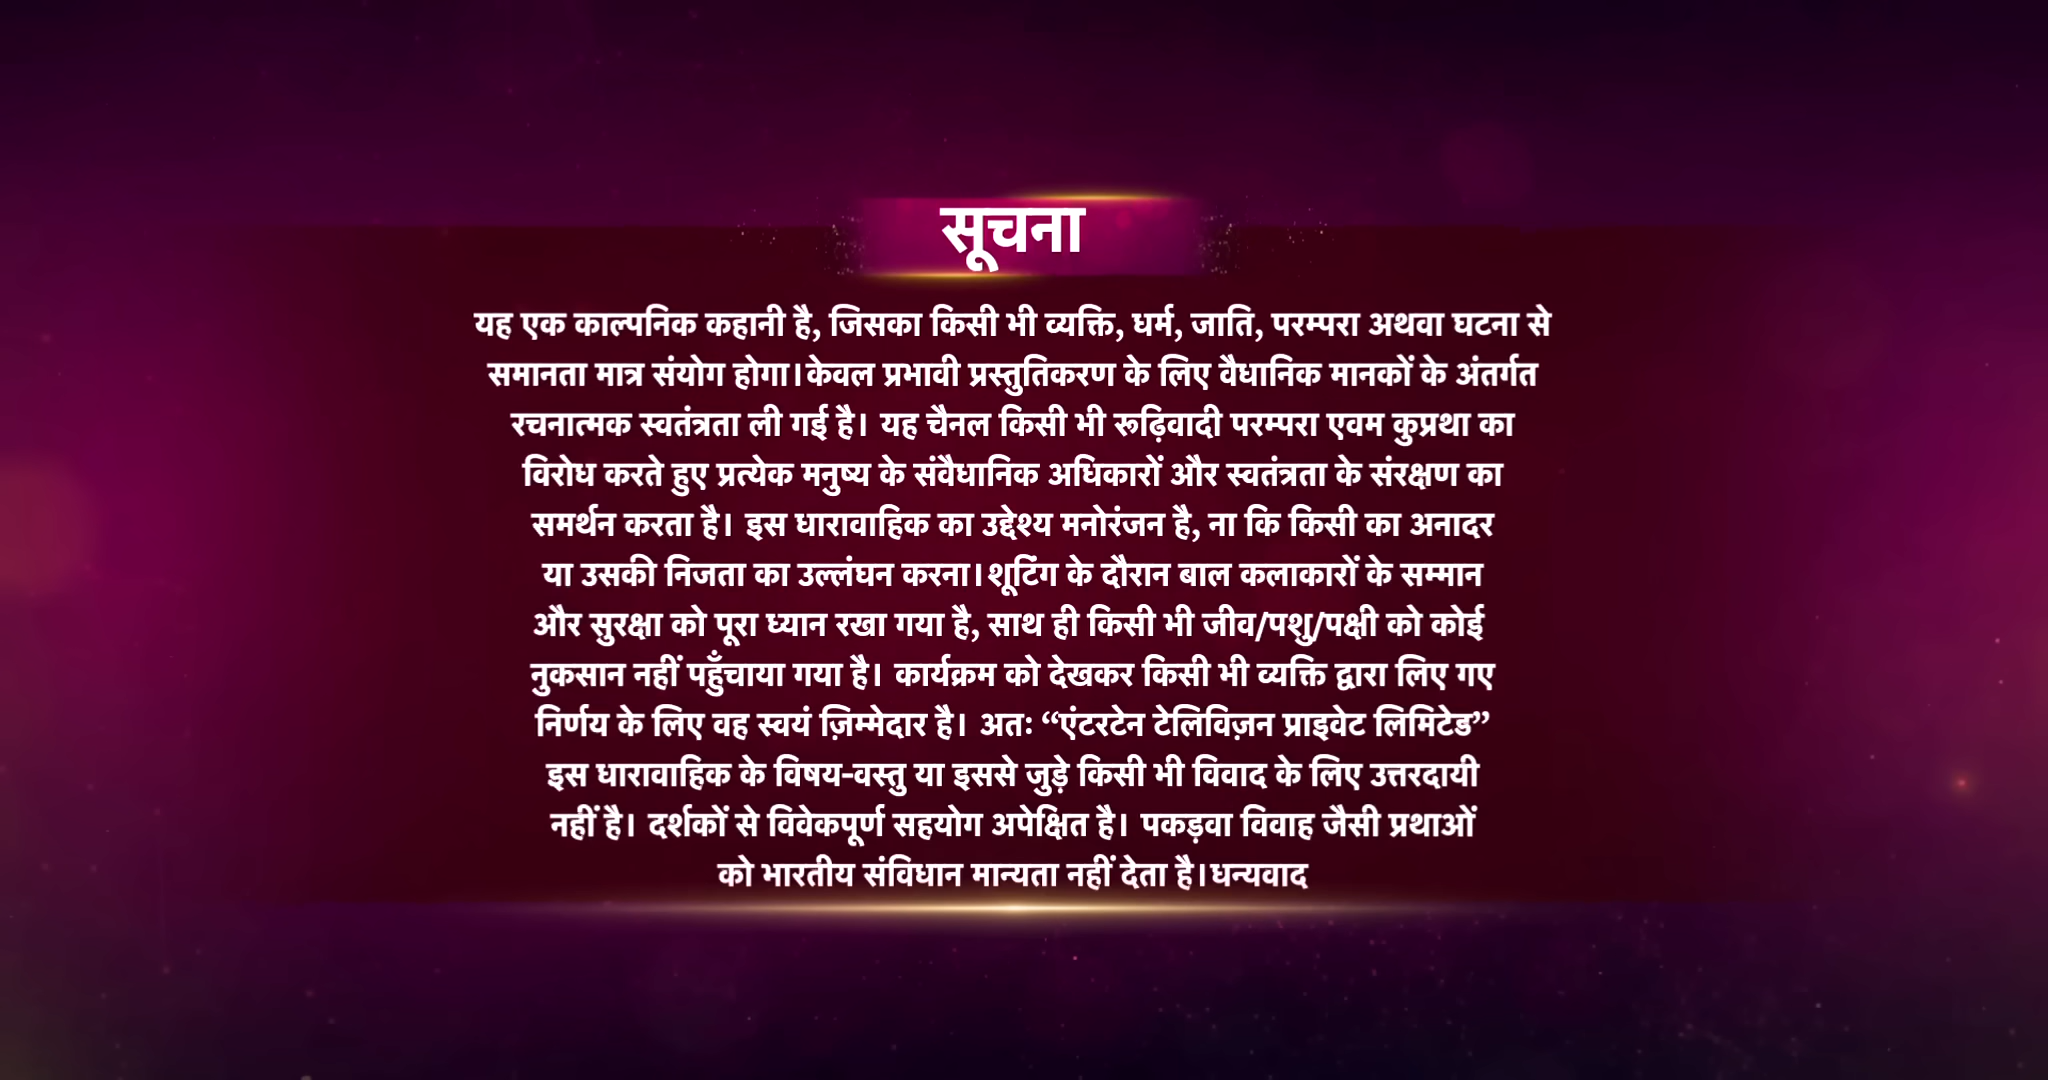 सूचना
यह एक काल्पनिक कहानी है, जिसका किसी भी व्यक्ति, धर्म, जाति, परम्परा अथवा घटना से
समानता मात्र संयोग होगा।केवल प्रभावी प्रस्तुतिकरण के लिए वैधानिक मानकों के अंतर्गत
रचनात्मक स्वतंत्रता ली गई है। यह चैनल किसी भी रूढ़िवादी परम्परा एवम कुप्रथा का
विरोध करते हुए प्रत्येक मनुष्य के संवैधानिक अधिकारों और स्वतंत्रता के संरक्षण का
समर्थन करता है। इस धारावाहिक का उद्देश्य मनोरंजन है, ना कि किसी का अनादर
या उसकी निजता का उल्लंघन करना।शूटिंग के दौरान बाल कलाकारों के सम्मान
और सुरक्षा को पूरा ध्यान रखा गया है, साथ ही किसी भी जीव/पशु/पक्षी को कोई
नुकसान नहीं पहुँचाया गया है। कार्यक्रम को देखकर किसी भी व्यक्ति द्वारा लिए गए
निर्णय के लिए वह स्वयं ज़िम्मेदार है। अतः “एंटरटेन टेलिविज़न प्राइवेट लिमिटेड”
इस धारावाहिक के विषय-वस्तु या इससे जुड़े किसी भी विवाद के लिए उत्तरदायी
नहीं है। दर्शकों से विवेकपूर्ण सहयोग अपेक्षित है। पकड़वा विवाह जैसी प्रथाओं
को भारतीय संविधान मान्यता नहीं देता है।धन्यवाद